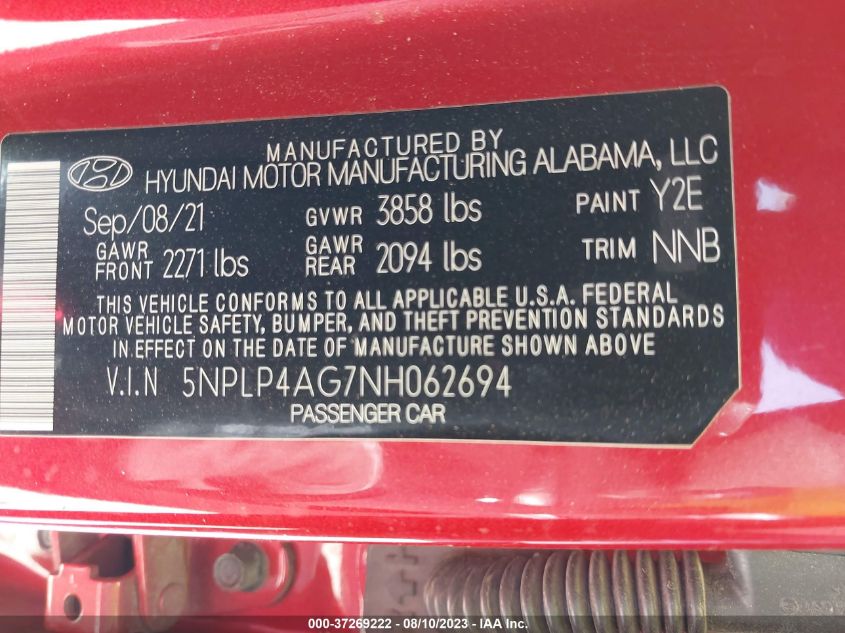 MANUFACTURED BY
HYUNDAI MOTOR MANUFACTURING ALABAMA, LLC
Sep/08/21 GVWR 3858 lbs PAINT Y2E
GAWR FRONT 2271 lbs GAWR REAR 2094 lbs TRIM NNB
THIS VEHICLE CONFORMS TO ALL APPLICABLE U.S.A. FEDERAL
MOTOR VEHICLE SAFETY, BUMPER, AND THEFT PREVENTION STANDARDS
IN EFFECT ON THE DATE OF MANUFACTURE SHOWN ABOVE
V.I.N 5NPLP4AG7NH062694
PASSENGER CAR
000-37269222 - 08/10/2023 - IAA Inc.